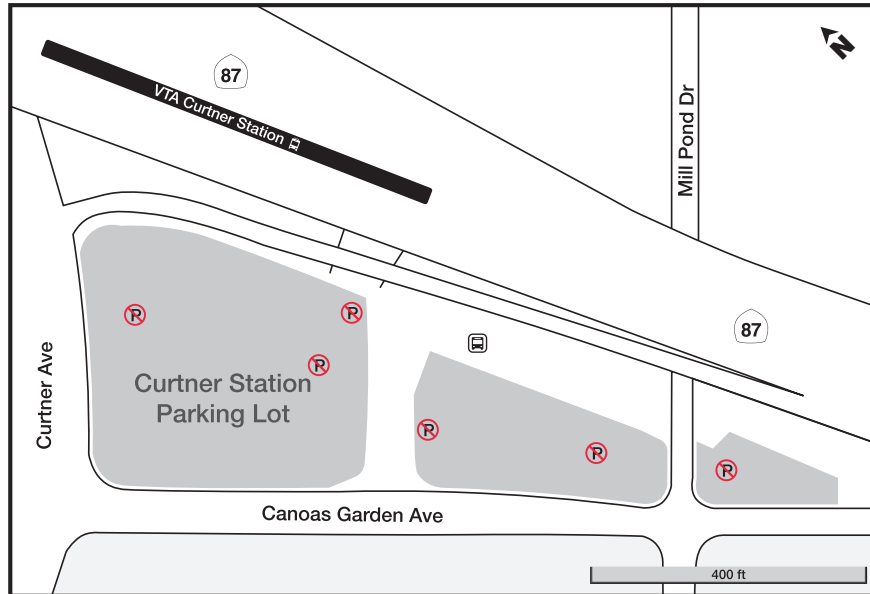 N
87
VTA Curtner Station
Mill Pond Dr
87
P
P
P
Curtner Station
Parking Lot
Curtner Ave
P
P
P
Canoas Garden Ave
400 ft